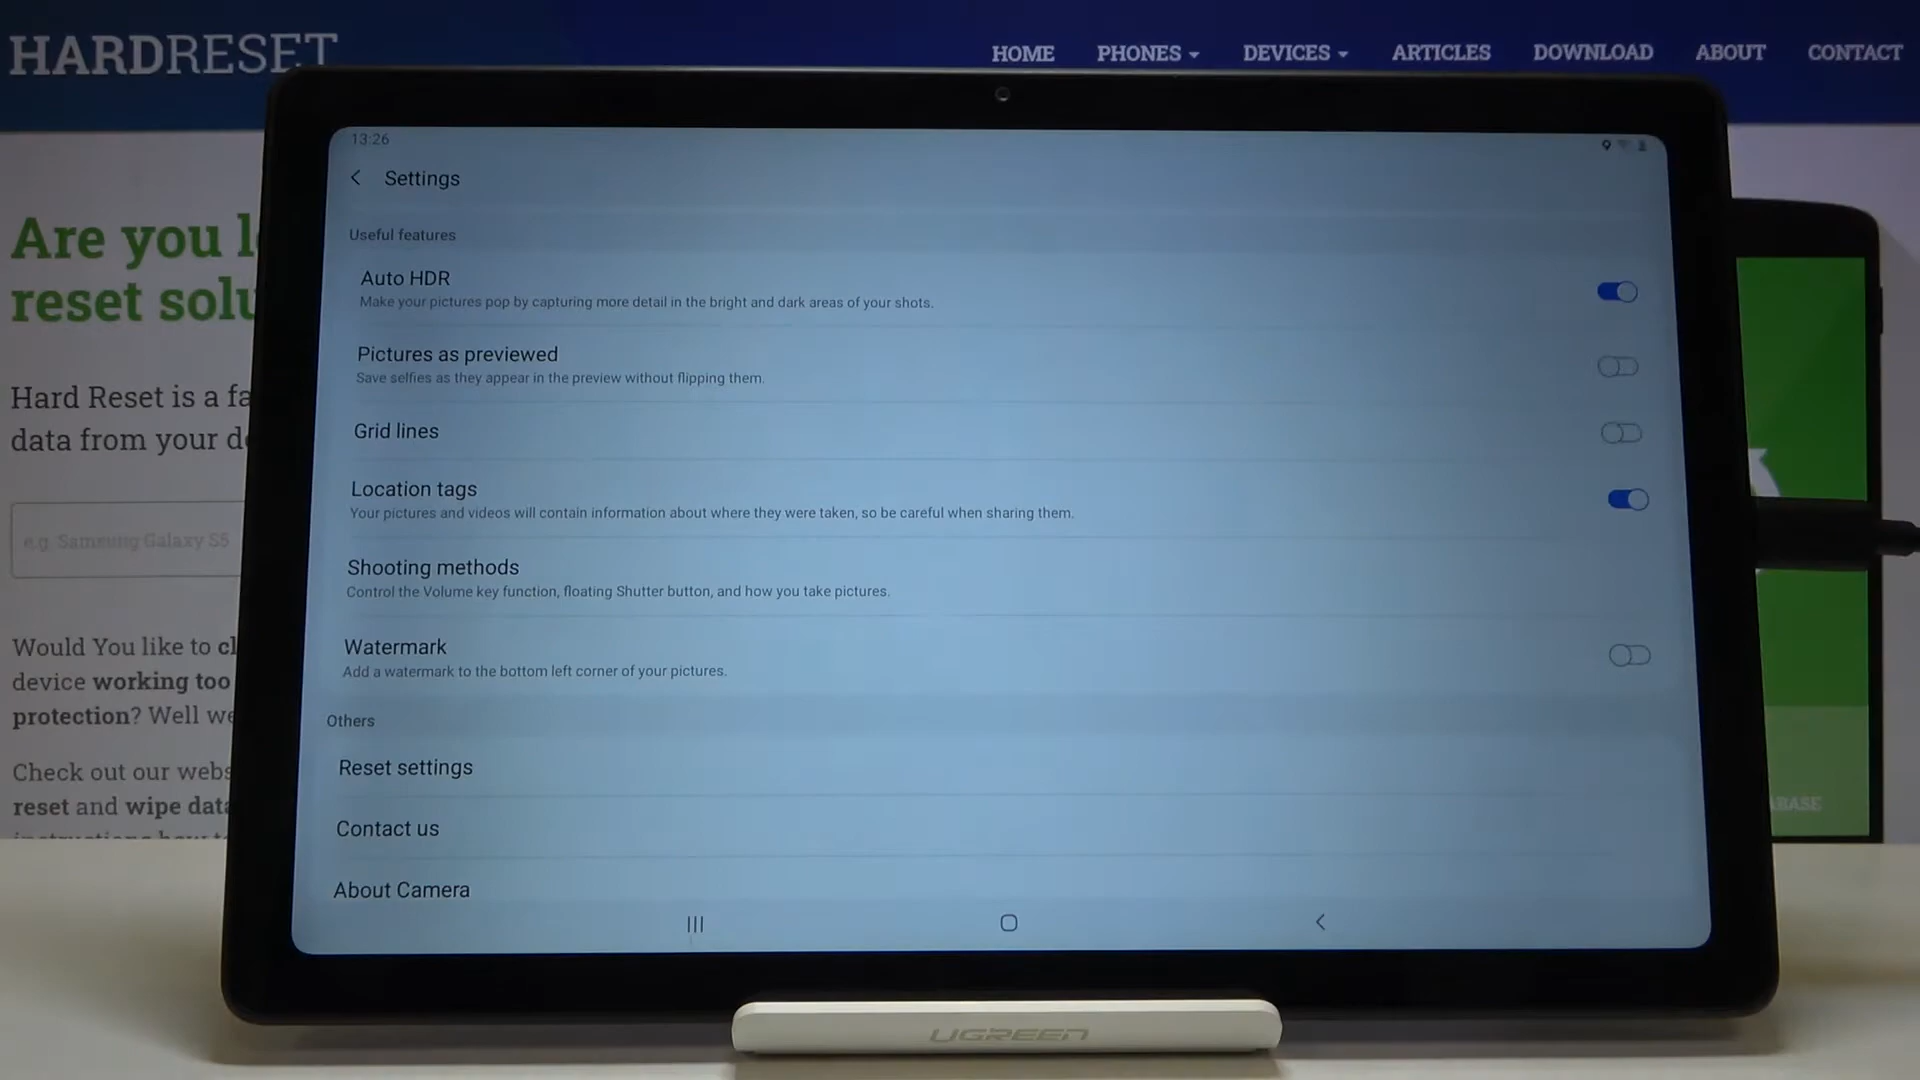 HARDRESET
HOME PHONES DEVICES ARTICLES DOWNLOAD ABOUT CONTACT
Are you
reset
Hard Reset is a
data from your
e.g. Samsung Galaxy S5
Would You like to
device working too
protection? Well
Check out our
reset and wipe data
13:26
Settings
Useful features
Auto HDR
Make your pictures pop by capturing more detail in the bright and dark areas of your shots.
Pictures as previewed
Save selfies as they appear in the preview without flipping them.
Grid lines
Location tags
Your pictures and videos will contain information about where they were taken, so be careful when sharing them.
Shooting methods
Control the Volume key function, floating Shutter button, and how you take pictures.
Watermark
Add a watermark to the bottom left corner of your pictures.
Others
Reset settings
Contact us
About Camera
UGREEN